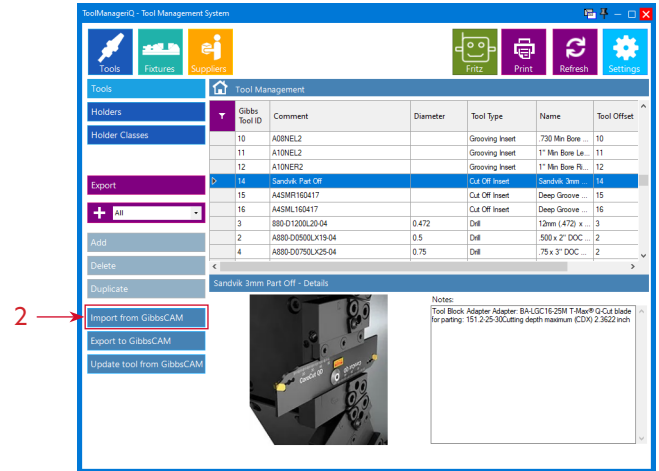 ToolManageriQ - Tool Management System
Tools
Fixtures
Suppliers
Fritz
Print
Refresh
Settings
Tools
Holders
Holder Classes
Export
All
Add
Delete
Duplicate
2
Import from GibbsCAM
Export to GibbsCAM
Update tool from GibbsCAM
Tool Management
Gibbs Tool ID Comment Diameter Tool Type Name Tool Offset
10 A08NEL2 Grooving Insert .730 Min Bore ... 10
11 A10NEL2 Grooving Insert 1" Min Bore Le... 11
12 A10NER2 Grooving Insert 1" Min Bore Ri... 12
14 Sandvik Part Off Cut Off Insert Sandvik 3mm ... 14
15 A4SMR160417 Cut Off Insert Deep Groove ... 15
16 A4SML160417 Cut Off Insert Deep Groove ... 16
3 880-D1200L20-04 0.472 Drill 12mm (.472) x ... 3
2 A880-D0500LX19-04 0.5 Drill .500 x 2" DOC ... 2
4 A880-D0750LX25-04 0.75 Drill .75 x 3" DOC ... 2
Sandvik 3mm Part Off - Details
CoroCut QD
Notes:
Tool Block Adapter Adapter: BA-LGC16-25M T-Max® Q-Cut blade
for parting: 151.2-25-30Cutting depth maximum (CDX) 2.3622 inch